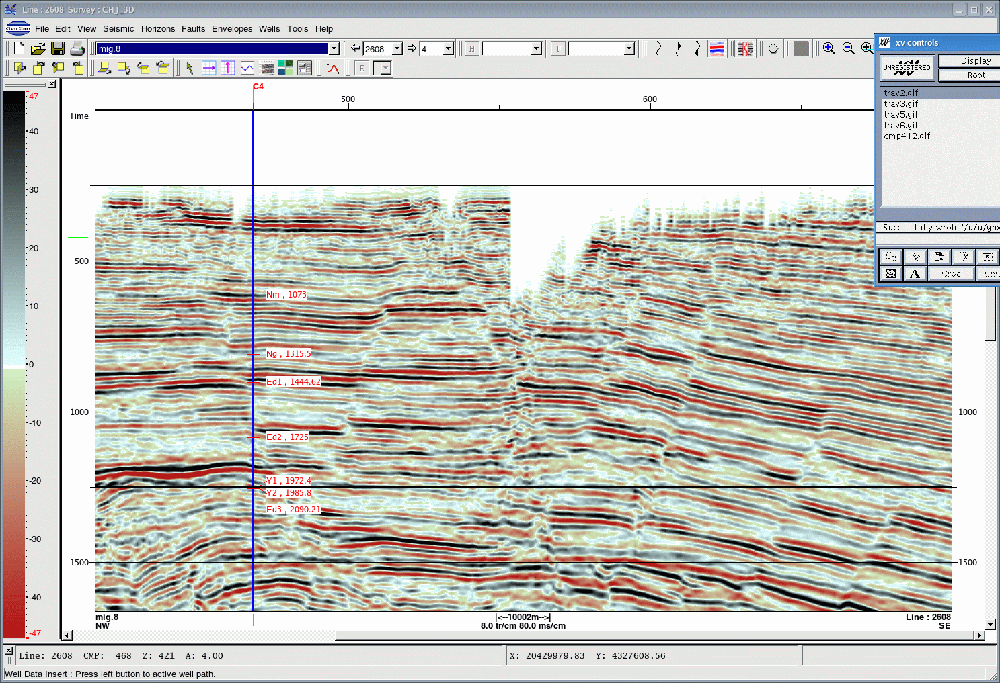 Line : 2608 Survey : CHJ_3D
GeoEast File Edit View Seismic Horizons Faults Envelopes Wells Tools Help
mig.8 2608 4 H F
E
xv controls
UNREGISTERED
Display
Root
trav2.gif
trav3.gif
trav5.gif
trav6.gif
cmp412.gif
Successfully wrote '/u/u/ghx
A Crop
C4
500 600
Time
47
40
30
20
10
0
-10
-20
-30
-40
-47
500
Nm , 1073
Ng , 1315.5
Ed1 , 1444.62
1000 1000
Ed2 , 1725
Y1 , 1972.4
Y2 , 1985.8
Ed3 , 2090.21
1500 1500
mig.8 |<--10002m-->| Line : 2608
NW 8.0 tr/cm 80.0 ms/cm SE
Line: 2608 CMP: 468 Z: 421 A: 4.00 X: 20429979.83 Y: 4327608.56
Well Data Insert : Press left button to active well path.